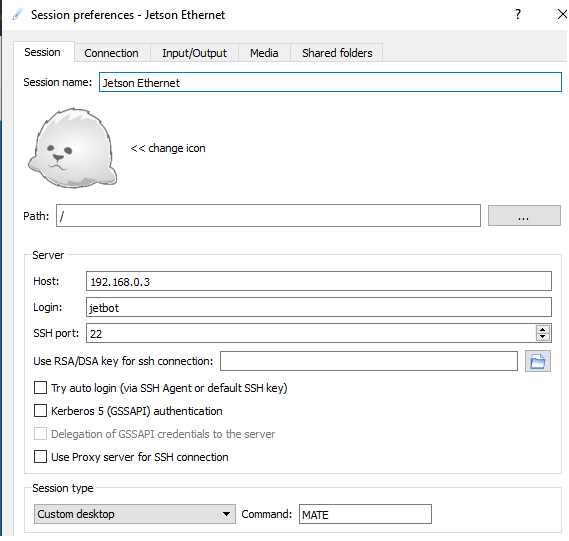 Session preferences - Jetson Ethernet ?
Session Connection Input/Output Media Shared folders
Session name: Jetson Ethernet
<< change icon
Path: / ...
Server
Host: 192.168.0.3
Login: jetbot
SSH port: 22
Use RSA/DSA key for ssh connection:
Try auto login (via SSH Agent or default SSH key)
Kerberos 5 (GSSAPI) authentication
Delegation of GSSAPI credentials to the server
Use Proxy server for SSH connection
Session type
Custom desktop Command: MATE